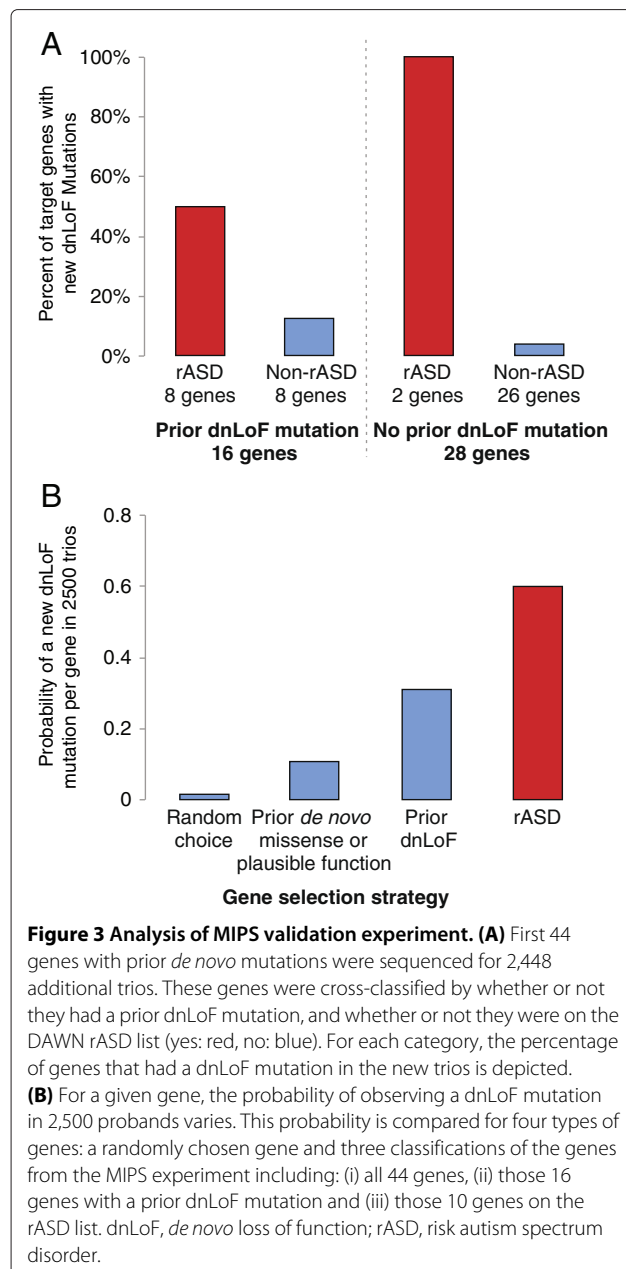 A
Percent of target genes with
new dnLoF Mutations
100%
80%
60%
40%
20%
0%
rASD
8 genes
Non-rASD
8 genes
rASD
2 genes
Non-rASD
26 genes
Prior dnLoF mutation
16 genes
No prior dnLoF mutation
28 genes
B
Probability of a new dnLoF
mutation per gene in 2500 trios
0.8
0.6
0.4
0.2
0
Random
choice
Prior de novo
missense or
plausible function
Prior
dnLoF
rASD
Gene selection strategy
Figure 3 Analysis of MIPS validation experiment. (A) First 44
genes with prior de novo mutations were sequenced for 2,448
additional trios. These genes were cross-classified by whether or not
they had a prior dnLoF mutation, and whether or not they were on the
DAWN rASD list (yes: red, no: blue). For each category, the percentage
of genes that had a dnLoF mutation in the new trios is depicted.
(B) For a given gene, the probability of observing a dnLoF mutation
in 2,500 probands varies. This probability is compared for four types of
genes: a randomly chosen gene and three classifications of the genes
from the MIPS experiment including: (i) all 44 genes, (ii) those 16
genes with a prior dnLoF mutation and (iii) those 10 genes on the
rASD list. dnLoF, de novo loss of function; rASD, risk autism spectrum
disorder.